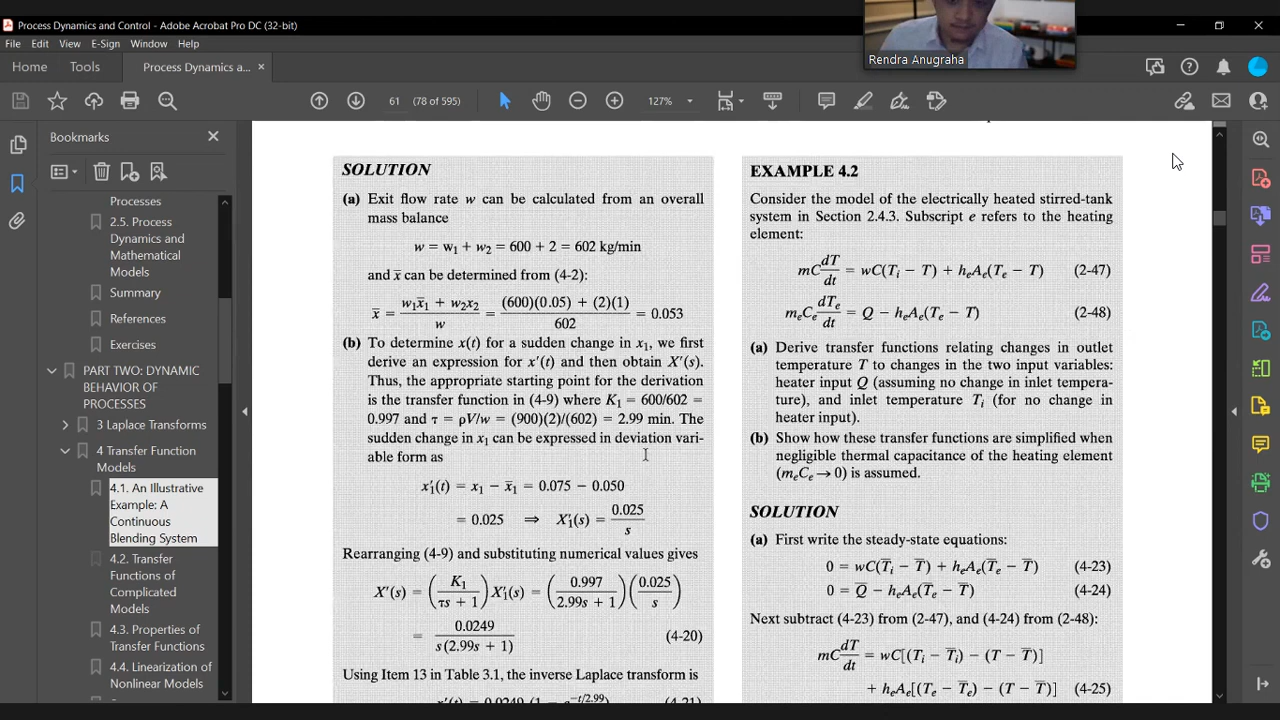 Process Dynamics and Control - Adobe Acrobat Pro DC (32-bit)
File Edit View E-Sign Window Help
Rendra Anugraha
Home Tools Process Dynamics a... ×
61 (78 of 595) 127%
Bookmarks
Processes
2.5. Process
Dynamics and
Mathematical
Models
Summary
References
Exercises
PART TWO: DYNAMIC
BEHAVIOR OF
PROCESSES
3 Laplace Transforms
4 Transfer Function
Models
4.1. An Illustrative
Example: A
Continuous
Blending System
4.2. Transfer
Functions of
Complicated
Models
4.3. Properties of
Transfer Functions
4.4. Linearization of
Nonlinear Models
SOLUTION
(a) Exit flow rate w can be calculated from an overall
mass balance
w = w₁ + w₂ = 600 + 2 = 602 kg/min
and x̅ can be determined from (4-2):
x̅ = (w₁x̅₁ + w₂x₂)/w = ((600)(0.05) + (2)(1))/602 = 0.053
(b) To determine x(t) for a sudden change in x₁, we first
derive an expression for x′(t) and then obtain X′(s).
Thus, the appropriate starting point for the derivation
is the transfer function in (4-9) where K₁ = 600/602 =
0.997 and τ = ρV/w = (900)(2)/(602) = 2.99 min. The
sudden change in x₁ can be expressed in deviation vari-
able form as
x′₁(t) = x₁ − x̅₁ = 0.075 − 0.050
= 0.025 ⟹ X′₁(s) = 0.025/s
Rearranging (4-9) and substituting numerical values gives
X′(s) = (K₁/(τs + 1)) X′₁(s) = (0.997/(2.99s + 1)) (0.025/s)
= 0.0249/(s(2.99s + 1)) (4-20)
Using Item 13 in Table 3.1, the inverse Laplace transform is
x′(t) = 0.0249 (1 − e^(−t/2.99)) (4-21)
EXAMPLE 4.2
Consider the model of the electrically heated stirred-tank
system in Section 2.4.3. Subscript e refers to the heating
element:
mC dT/dt = wC(Tᵢ − T) + hₑAₑ(Tₑ − T) (2-47)
mₑCₑ dTₑ/dt = Q − hₑAₑ(Tₑ − T) (2-48)
(a) Derive transfer functions relating changes in outlet
temperature T to changes in the two input variables:
heater input Q (assuming no change in inlet tempera-
ture), and inlet temperature Tᵢ (for no change in
heater input).
(b) Show how these transfer functions are simplified when
negligible thermal capacitance of the heating element
(mₑCₑ → 0) is assumed.
SOLUTION
(a) First write the steady-state equations:
0 = wC(T̅ᵢ − T̅) + hₑAₑ(T̅ₑ − T̅) (4-23)
0 = Q̅ − hₑAₑ(T̅ₑ − T̅) (4-24)
Next subtract (4-23) from (2-47), and (4-24) from (2-48):
mC dT/dt = wC[(Tᵢ − T̅ᵢ) − (T − T̅)]
+ hₑAₑ[(Tₑ − T̅ₑ) − (T − T̅)] (4-25)